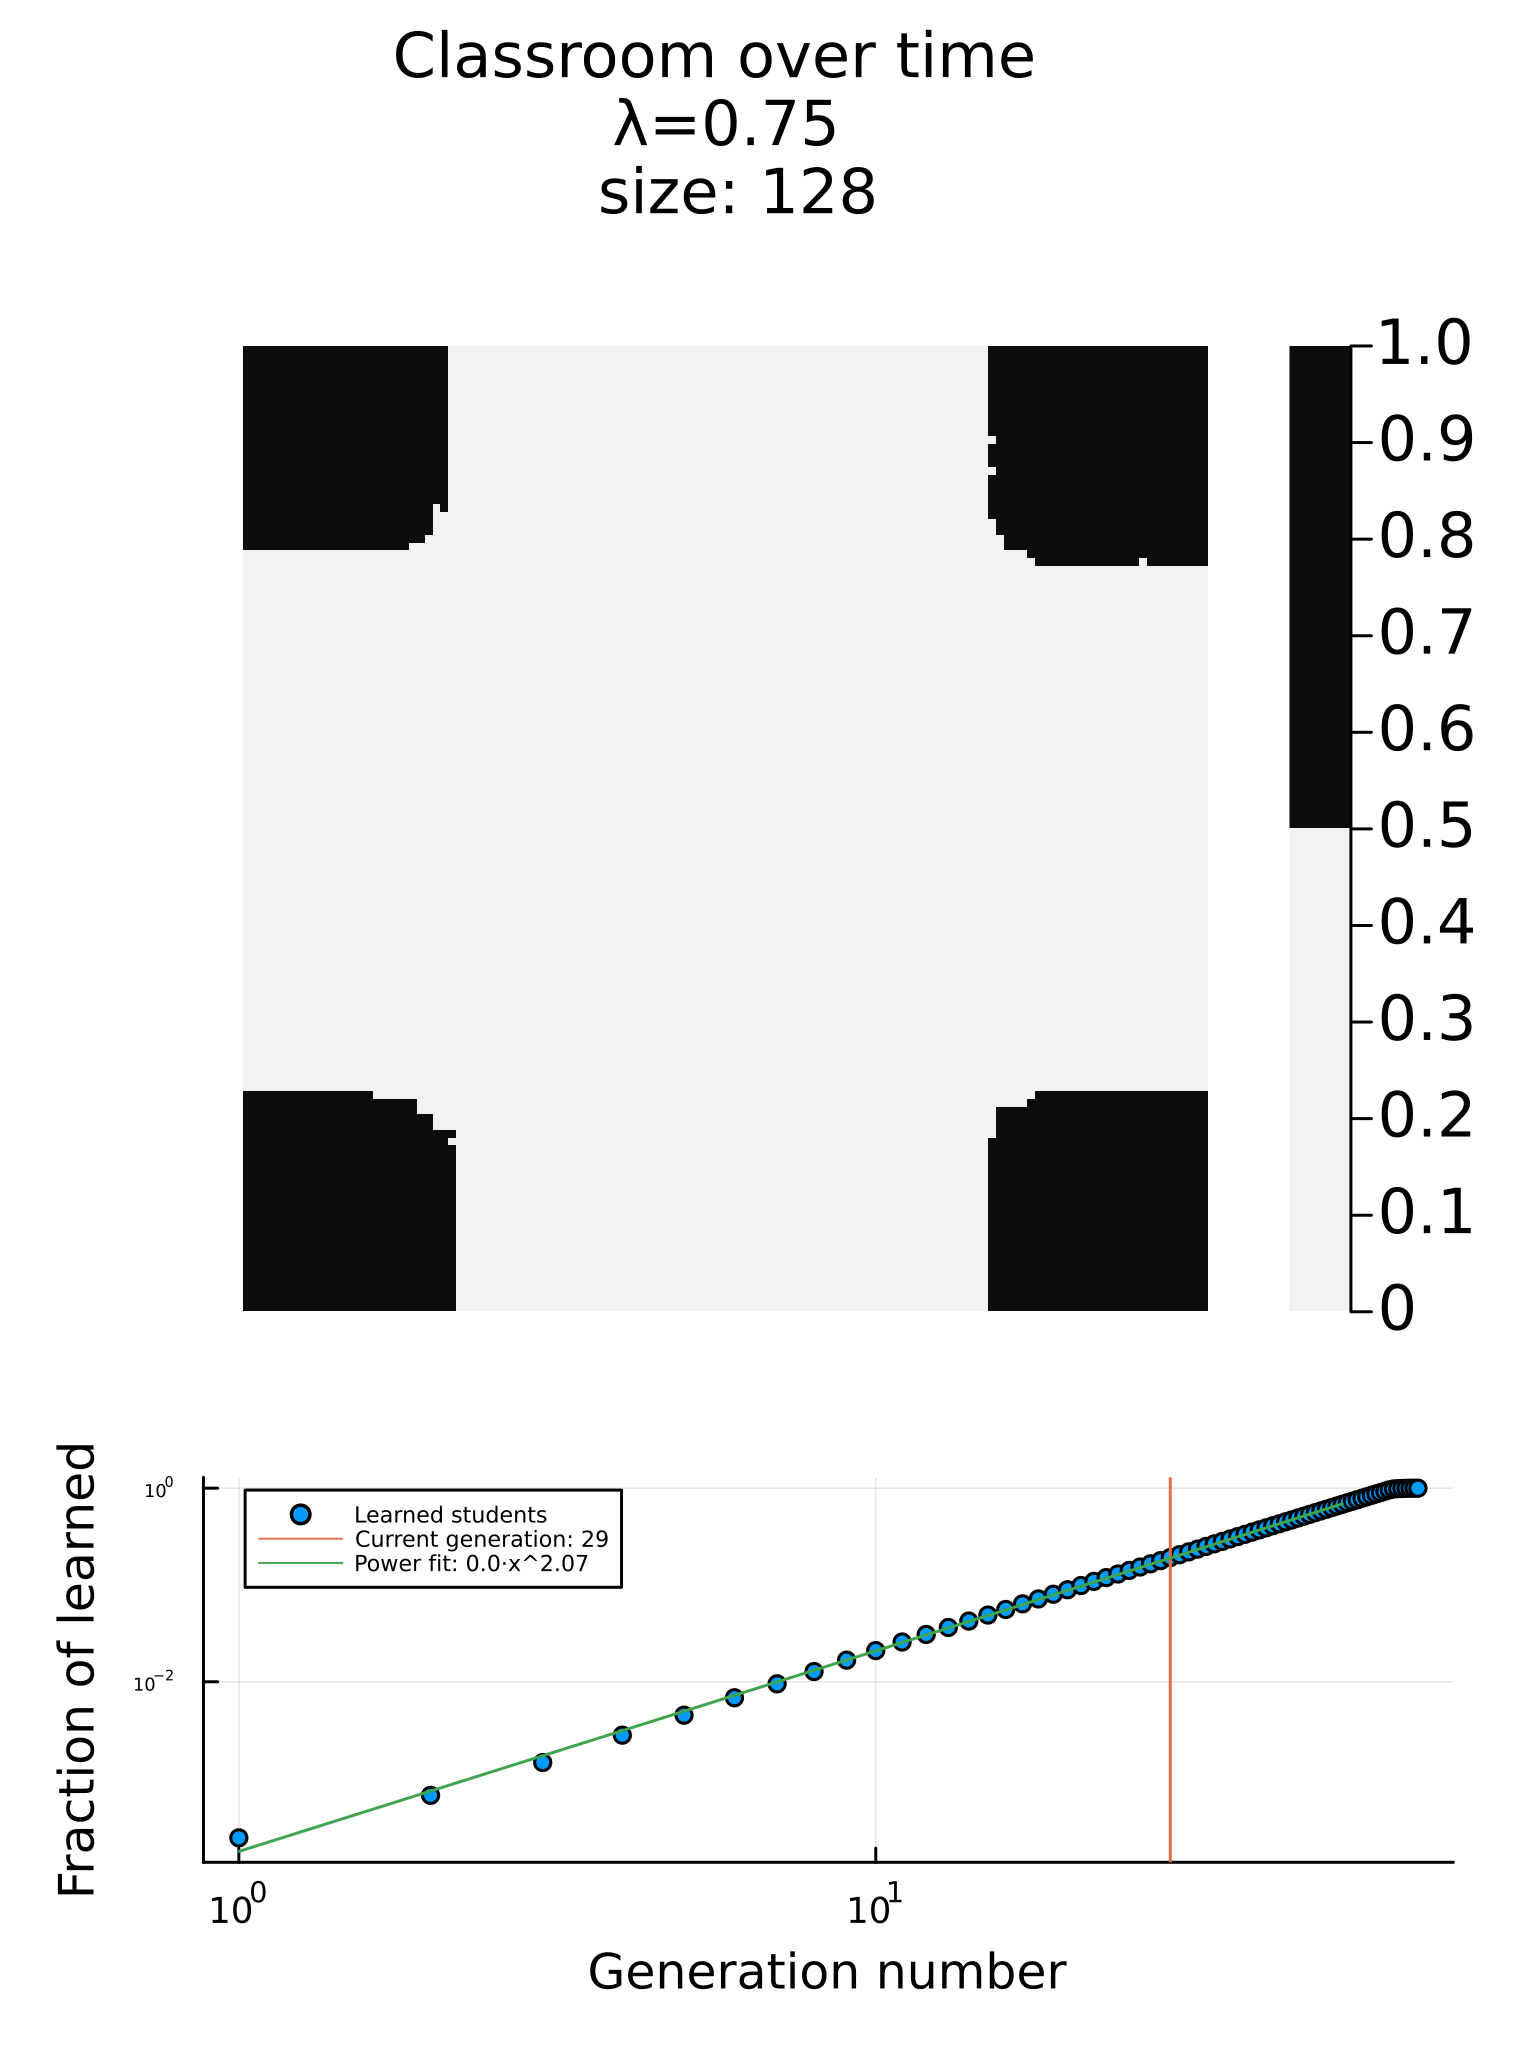 Classroom over time
λ=0.75
size: 128
1.0
0.9
0.8
0.7
0.6
0.5
0.4
0.3
0.2
0.1
0
Fraction of learned
10^0
10^−2
Learned students
Current generation: 29
Power fit: 0.0·x^2.07
10^0
10^1
Generation number